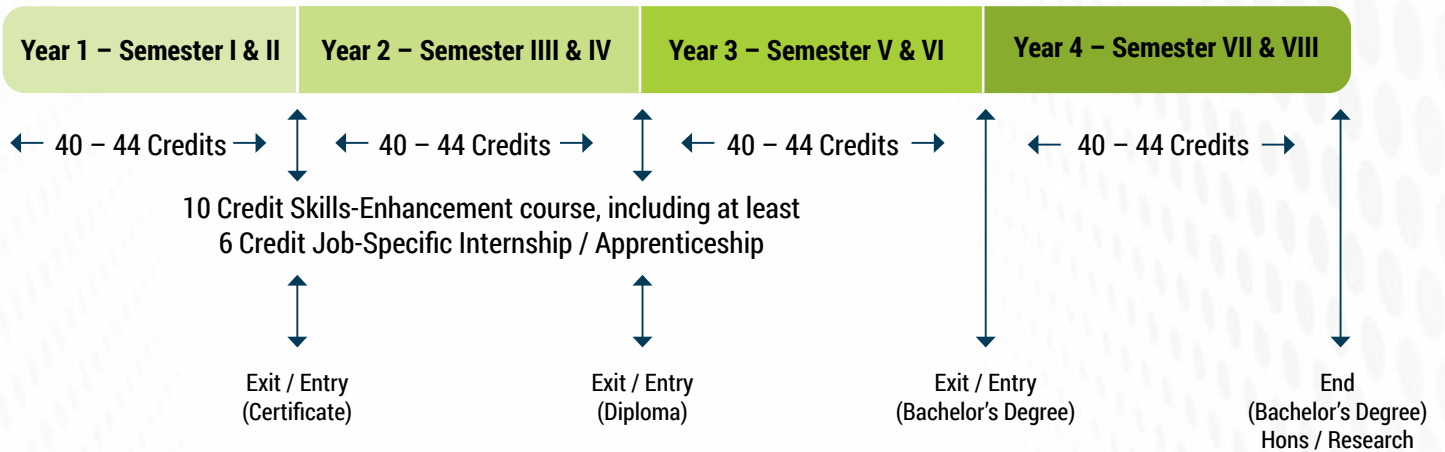 Year 1 – Semester I & II
Year 2 – Semester IIII & IV
Year 3 – Semester V & VI
Year 4 – Semester VII & VIII
40 – 44 Credits
40 – 44 Credits
40 – 44 Credits
40 – 44 Credits
10 Credit Skills-Enhancement course, including at least
6 Credit Job-Specific Internship / Apprenticeship
Exit / Entry
(Certificate)
Exit / Entry
(Diploma)
Exit / Entry
(Bachelor's Degree)
End
(Bachelor's Degree)
Hons / Research